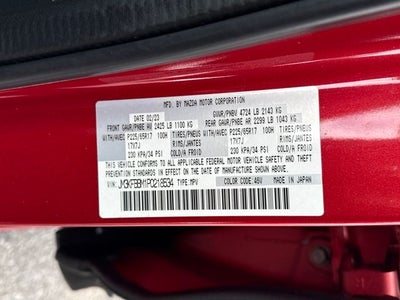 MFD. BY MAZDA MOTOR CORPORATION
DATE 02/23 GVWR/PNBV 4724 LB 2143 KG
FRONT GAWR/PNBE AV 2425 LB 1100 KG REAR GAWR/PNBE AR 2299 LB 1043 KG
WITH/AVEC P225/65R17 100H TIRES/PNEUS WITH/AVEC P225/65R17 100H TIRES/PNEUS
17X7J RIMS/JANTES 17X7J RIMS/JANTES
230 KPA/34 PSI COLD/A FROID 230 KPA/34 PSI COLD/A FROID
THIS VEHICLE CONFORMS TO ALL APPLICABLE FEDERAL MOTOR VEHICLE SAFETY, BUMPER, AND THEFT
PREVENTION STANDARDS IN EFFECT ON THE DATE OF MANUFACTURE SHOWN ABOVE.
VIN: TYPE:MPV COLOR CODE: 46V MADE IN JAPAN